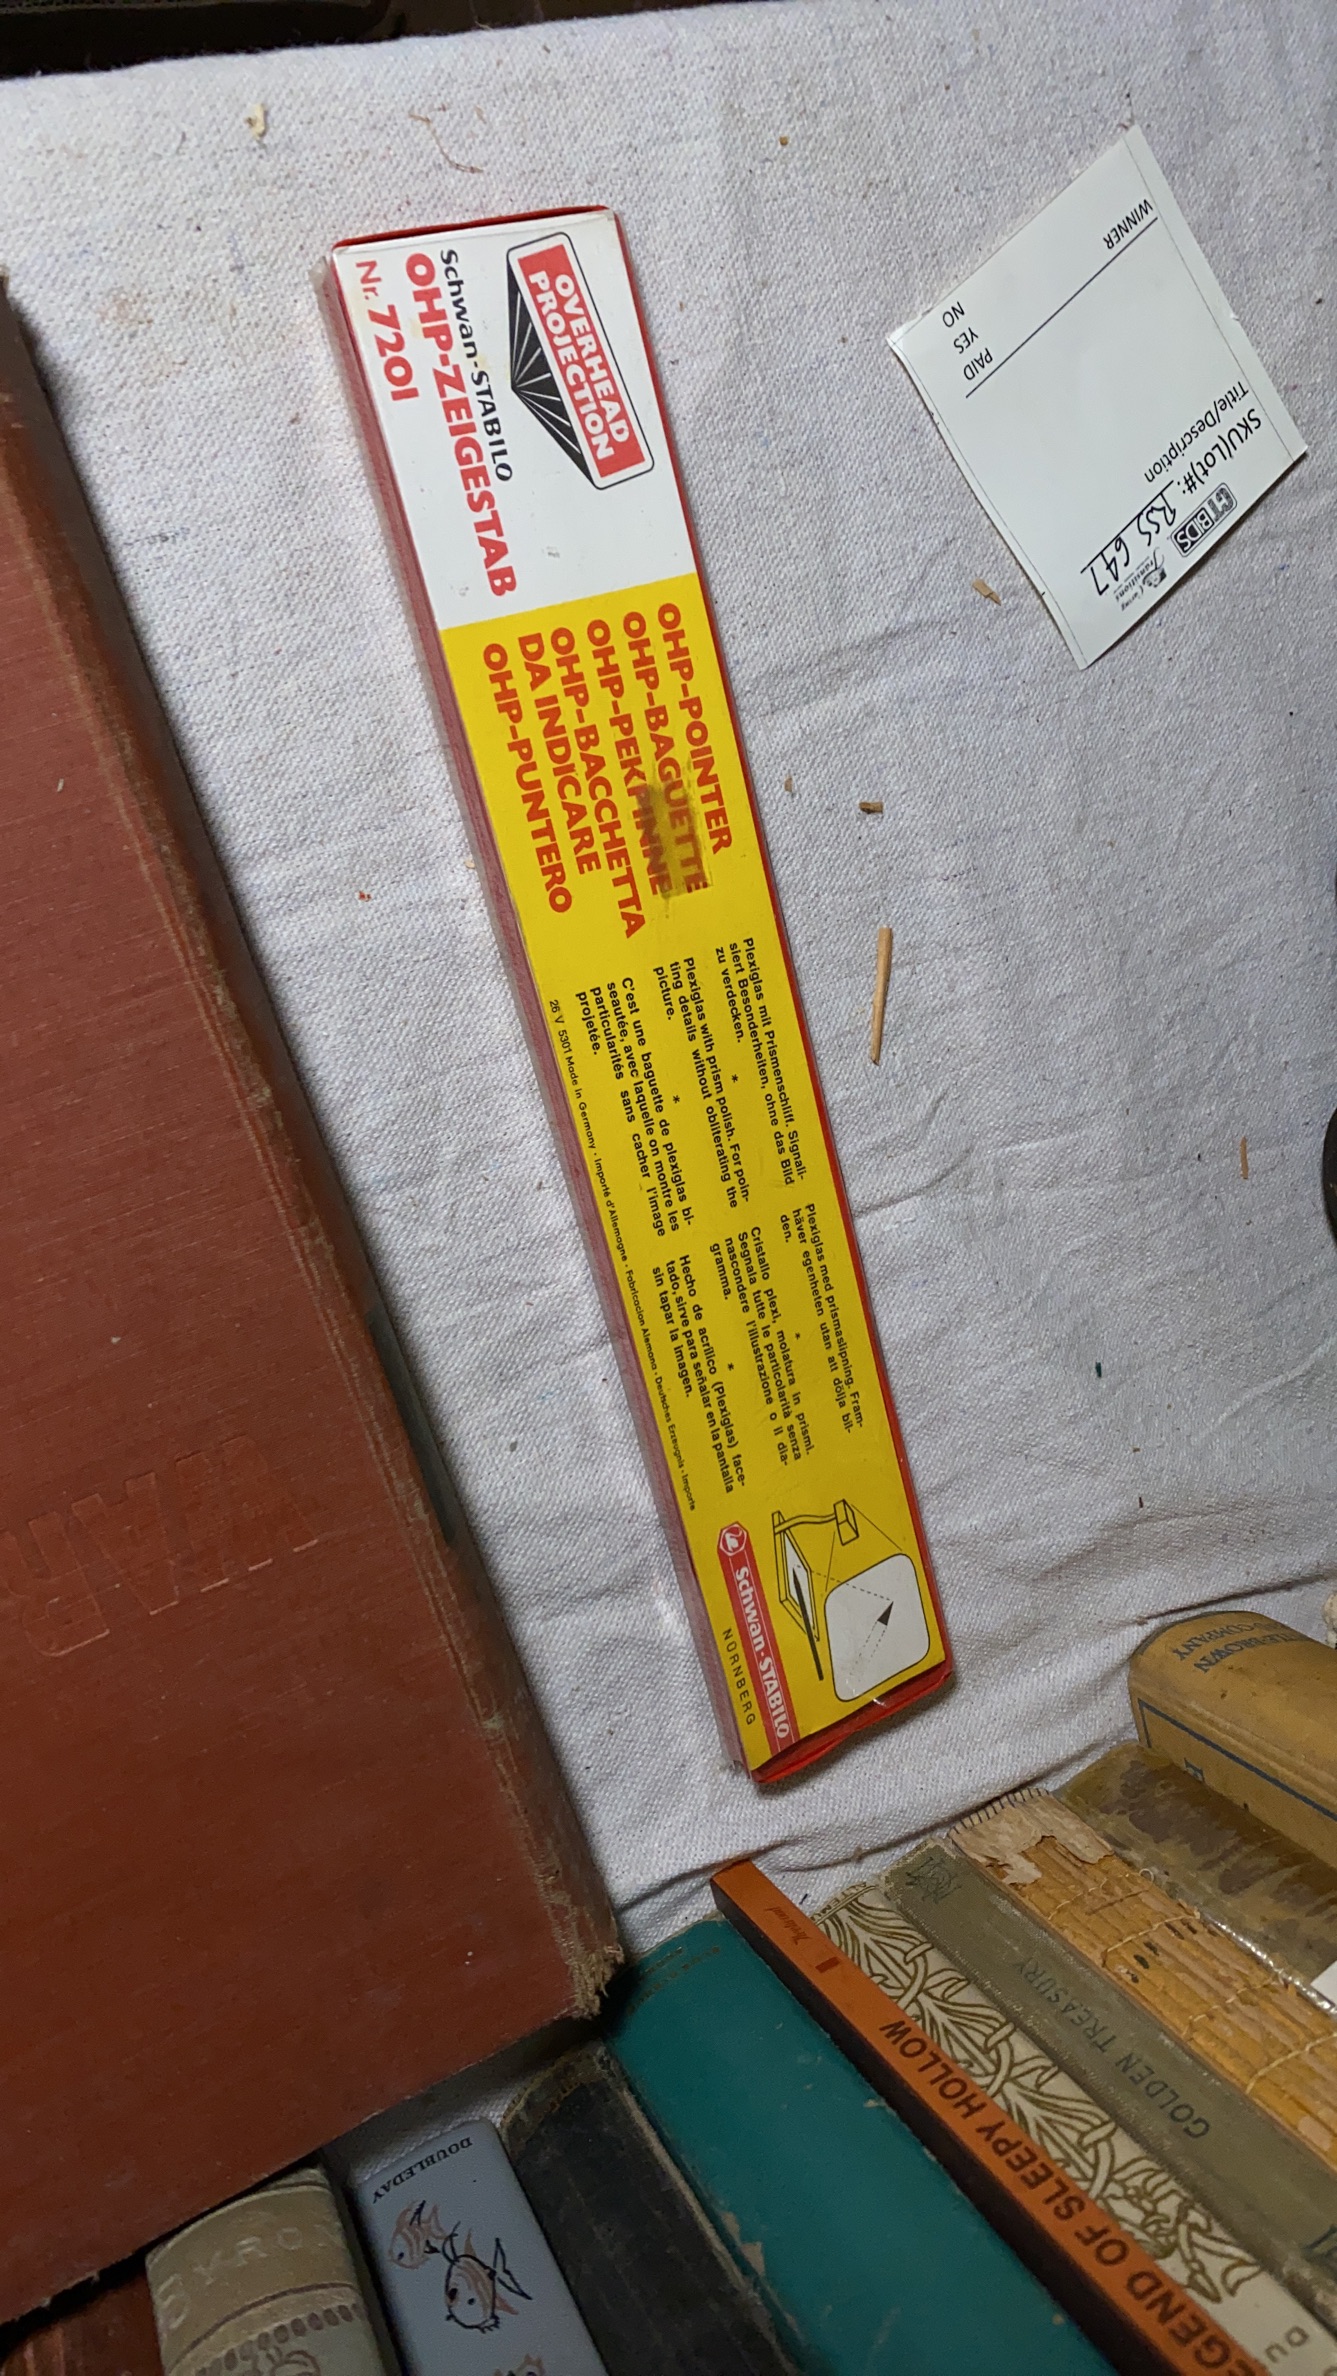 OVERHEAD
PROJECTION
Schwan-STABILO
OHP-ZEIGESTAB
Nr. 7201
OHP-POINTER
OHP-BAGUETTE
OHP-PEKPINNE
OHP-BACCHETTA
DA INDICARE
OHP-PUNTERO
Plexiglas mit Prismenschliff. Signali-
siert Besonderheiten, ohne das Bild
zu verdecken.
*
Plexiglas with prism polish. For poin-
ting details without obliterating the
picture.
*
C'est une baguette de plexiglas bi-
seautée, avec laquelle on montre les
particularités sans cacher l'image
projetée.
Plexiglas med prismaslipning. Fram-
häver egenheten utan att dölja bil-
den.
*
Cristallo plexi, molatura in prismi.
Segnala tutte le particolarità senza
nascondere l'illustrazione o il dia-
gramma.
*
Hecho de acrílico (Plexiglas) face-
tado, sirve para señalar en la pantalla
sin tapar la imagen.
26 V 5301 Made in Germany · Importé d'Allemagne · Fabricacion Alemana · Deutsches Erzeugnis · Importe
Schwan-STABILO
NÜRNBERG
Caring
Transitions
CTBIDS
SKU(Lot)#: RSS 647
Title/Description
PAID
YES
NO
WINNER
WAR
BROWN
COMPANY
GOLDEN TREASURY
LEGEND OF SLEEPY HOLLOW
DOUBLEDAY